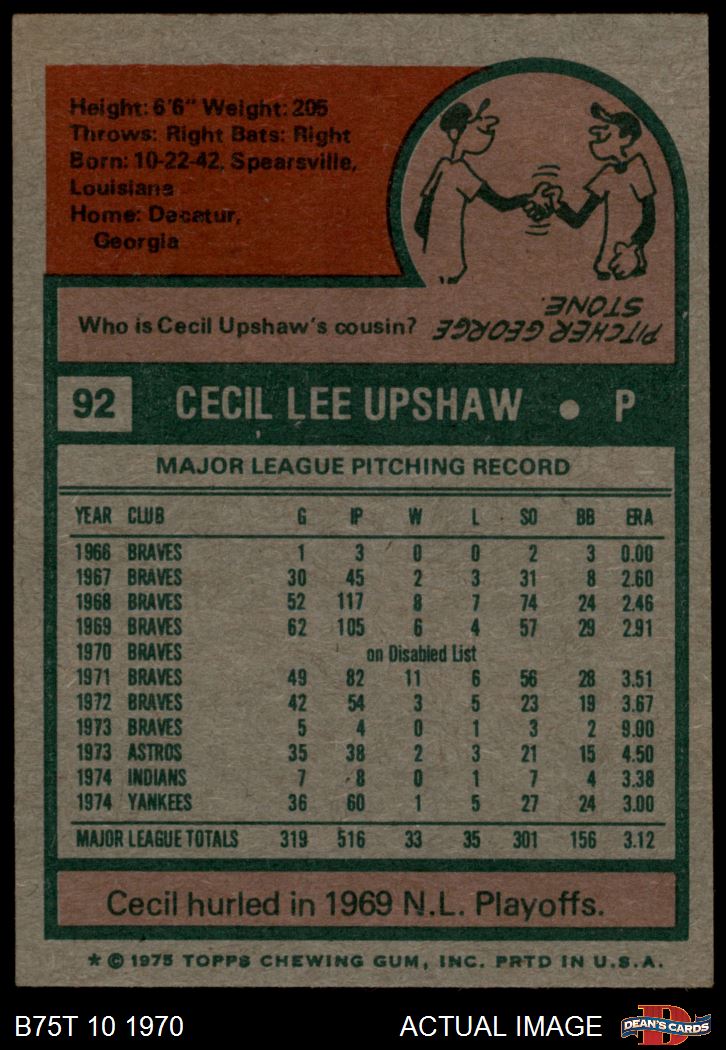 Height: 6'6" Weight: 205
Throws: Right Bats: Right
Born: 10-22-42, Spearsville,
Louisiana
Home: Decatur,
Georgia
Who is Cecil Upshaw's cousin?
PITCHER GEORGE
STONE.
92 CECIL LEE UPSHAW • P
MAJOR LEAGUE PITCHING RECORD
YEAR CLUB G IP W L SO BB ERA
1966 BRAVES 1 3 0 0 2 3 0.00
1967 BRAVES 30 45 2 3 31 8 2.60
1968 BRAVES 52 117 8 7 74 24 2.46
1969 BRAVES 62 105 6 4 57 29 2.91
1970 BRAVES on Disabled List
1971 BRAVES 49 82 11 6 56 28 3.51
1972 BRAVES 42 54 3 5 23 19 3.67
1973 BRAVES 5 4 0 1 3 2 9.00
1973 ASTROS 35 38 2 3 21 15 4.50
1974 INDIANS 7 8 0 1 7 4 3.38
1974 YANKEES 36 60 1 5 27 24 3.00
MAJOR LEAGUE TOTALS 319 516 33 35 301 156 3.12
Cecil hurled in 1969 N.L. Playoffs.
* © 1975 TOPPS CHEWING GUM, INC. PRTD IN U.S.A.
B75T 10 1970 ACTUAL IMAGE D DEAN'S CARDS